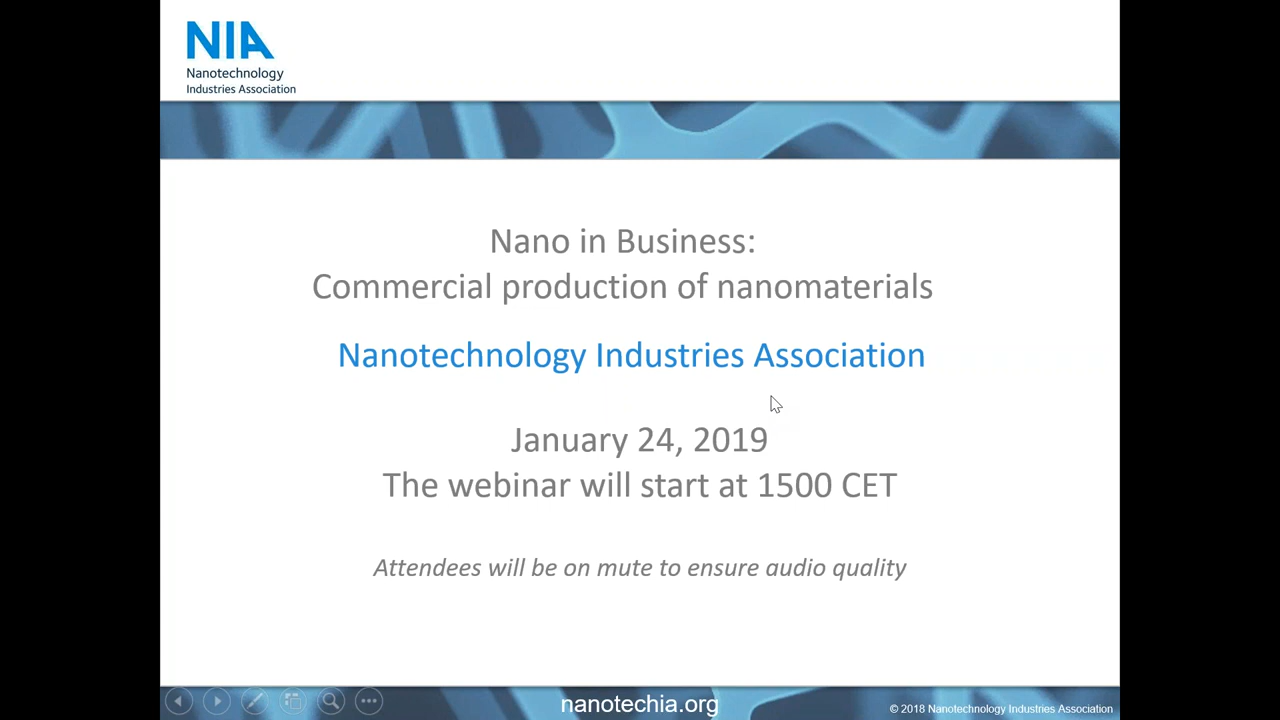 NIA
Nanotechnology
Industries Association
Nano in Business:
Commercial production of nanomaterials
Nanotechnology Industries Association
January 24, 2019
The webinar will start at 1500 CET
Attendees will be on mute to ensure audio quality
nanotechia.org
© 2018 Nanotechnology Industries Association